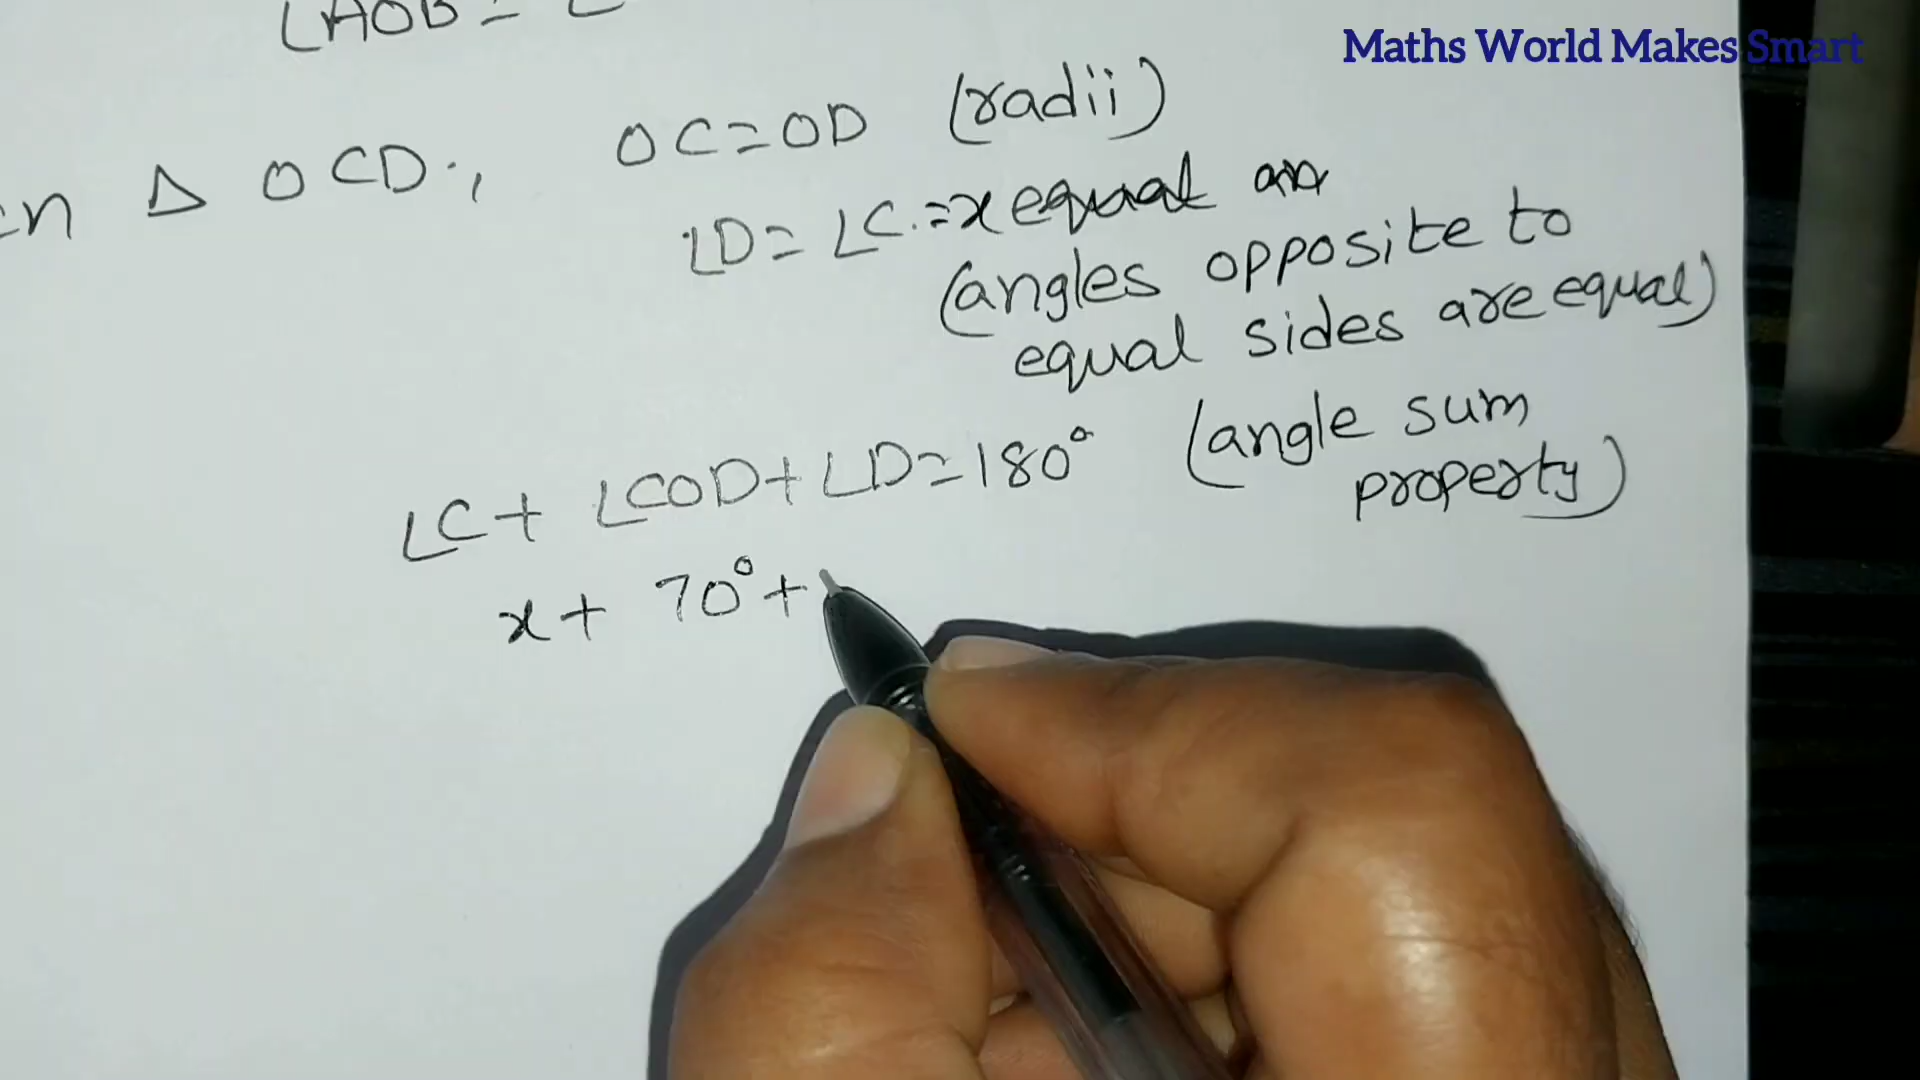 Maths World Makes Smart
∠AOB = ∠
In △ OCD, OC=OD (radii)
∠D = ∠C.=x equal an
(angles opposite to
equal sides are equal)
∠C + ∠COD + ∠D = 180° (angle sum
property)
x + 70° +